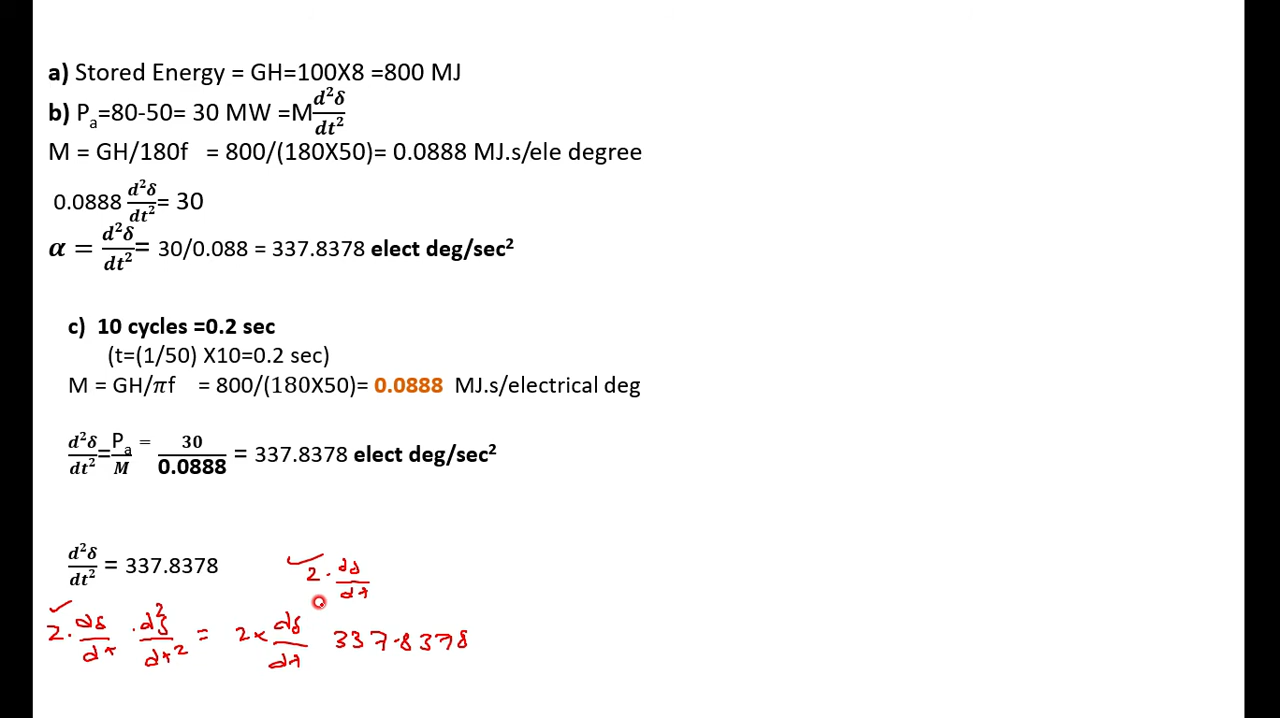 a) Stored Energy = GH=100X8 =800 MJ
b) Pₐ=80-50= 30 MW =M d²δ/dt²
M = GH/180f = 800/(180X50)= 0.0888 MJ.s/ele degree
0.0888 d²δ/dt² = 30
α = d²δ/dt² = 30/0.088 = 337.8378 elect deg/sec²
c) 10 cycles =0.2 sec
(t=(1/50) X10=0.2 sec)
M = GH/πf = 800/(180X50)= 0.0888 MJ.s/electrical deg
d²δ/dt² = Pₐ/M = 30/0.0888 = 337.8378 elect deg/sec²
d²δ/dt² = 337.8378
2 · dδ/dt
2 · dδ/dt · d²δ/dt² = 2 × dδ/dt 337.8378